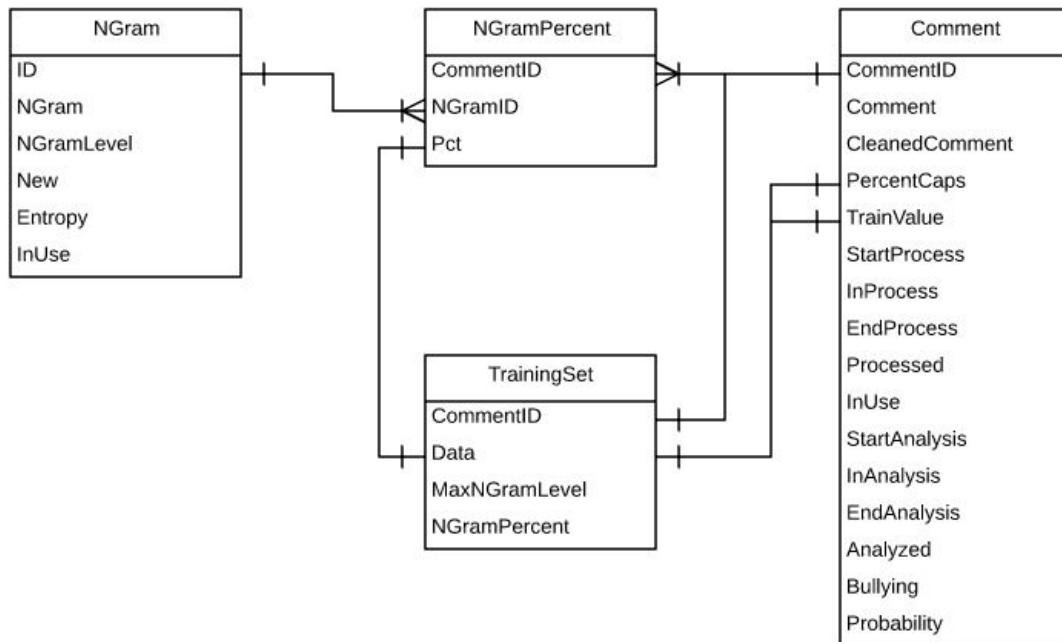 NGram
ID
NGram
NGramLevel
New
Entropy
InUse
NGramPercent
CommentID
NGramID
Pct
TrainingSet
CommentID
Data
MaxNGramLevel
NGramPercent
Comment
CommentID
Comment
CleanedComment
PercentCaps
TrainValue
StartProcess
InProcess
EndProcess
Processed
InUse
StartAnalysis
InAnalysis
EndAnalysis
Analyzed
Bullying
Probability